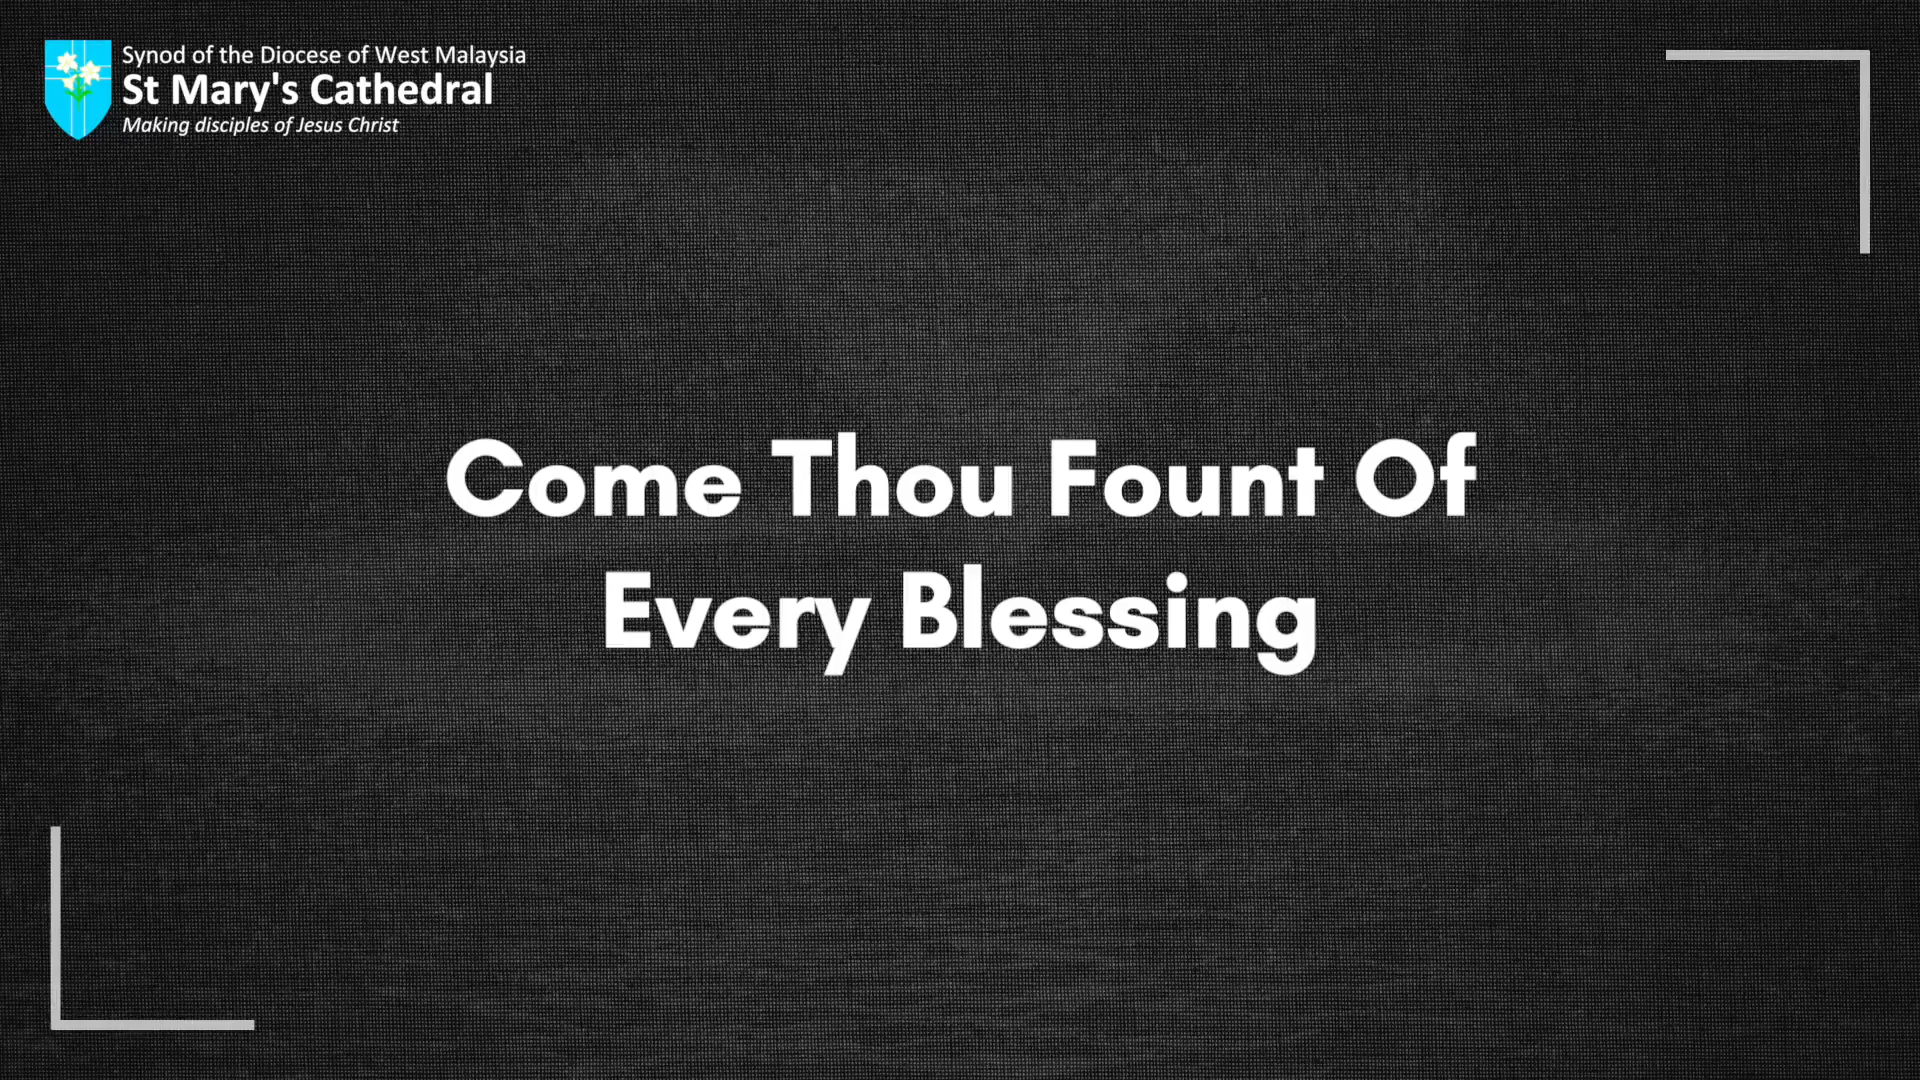 Synod of the Diocese of West Malaysia
St Mary's Cathedral
Making disciples of Jesus Christ
Come Thou Fount Of
Every Blessing